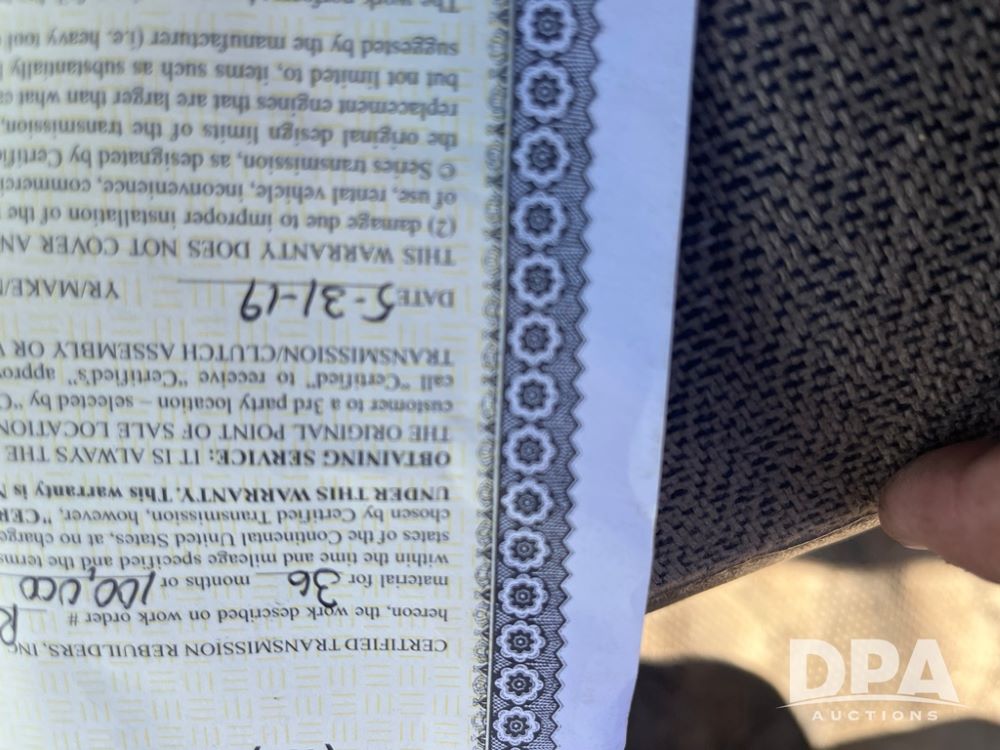 CERTIFIED TRANSMISSION REBUILDERS, INC
hereon, the work described on work order # R
material for 36 months or 100,000
within the time and mileage specified and the terms
states of the Continental United States, at no charge
chosen by Certified Transmission, however, "CER
UNDER THIS WARRANTY. This warranty is N
OBTAINING SERVICE: IT IS ALWAYS THE
THE ORIGINAL POINT OF SALE LOCATION
customer to a 3rd party location – selected by "C
call "Certified" to receive "Certified's" appro
TRANSMISSION/CLUTCH ASSEMBLY OR V
DATE 5-31-19 YR/MAKE/
THIS WARRANTY DOES NOT COVER AN
(2) damage due to improper installation of the
of use, rental vehicle, inconvenience, commerci
C Series transmission, as designated by Certifi
the original design limits of the transmission,
replacement engines that are larger than what c
but not limited to, items such as substantially
suggested by the manufacturer (i.e. heavy tool
The work performed
DPA
AUCTIONS